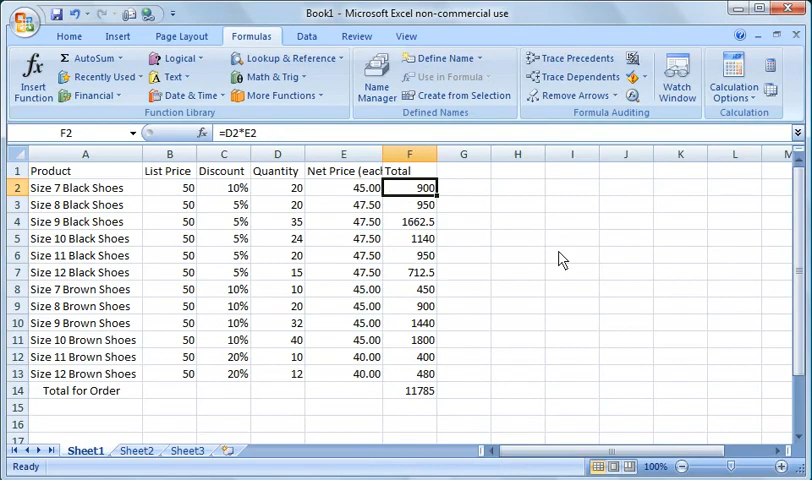 Book1 - Microsoft Excel non-commercial use
Home Insert Page Layout Formulas Data Review View
fx Insert Function
AutoSum Logical Lookup & Reference
Recently Used Text Math & Trig
Financial Date & Time More Functions
Function Library
Name Manager
Define Name
Use in Formula
Create from Selection
Defined Names
Trace Precedents
Trace Dependents
Remove Arrows
Watch Window
Formula Auditing
Calculation Options
Calculation
F2 fx =D2*E2
A B C D E F G H I J K L M
1 Product List Price Discount Quantity Net Price (eac Total
2 Size 7 Black Shoes 50 10% 20 45.00 900
3 Size 8 Black Shoes 50 5% 20 47.50 950
4 Size 9 Black Shoes 50 5% 35 47.50 1662.5
5 Size 10 Black Shoes 50 5% 24 47.50 1140
6 Size 11 Black Shoes 50 5% 20 47.50 950
7 Size 12 Black Shoes 50 5% 15 47.50 712.5
8 Size 7 Brown Shoes 50 10% 10 45.00 450
9 Size 8 Brown Shoes 50 10% 20 45.00 900
10 Size 9 Brown Shoes 50 10% 32 45.00 1440
11 Size 10 Brown Shoes 50 10% 40 45.00 1800
12 Size 11 Brown Shoes 50 20% 10 40.00 400
13 Size 12 Brown Shoes 50 20% 12 40.00 480
14 Total for Order 11785
15
16
17
Sheet1 Sheet2 Sheet3
Ready 100%